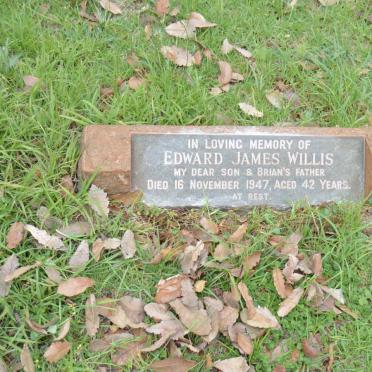 IN LOVING MEMORY OF
EDWARD JAMES WILLIS
MY DEAR SON & BRIAN'S FATHER
DIED 16 NOVEMBER 1947, AGED 42 YEARS.
AT REST.